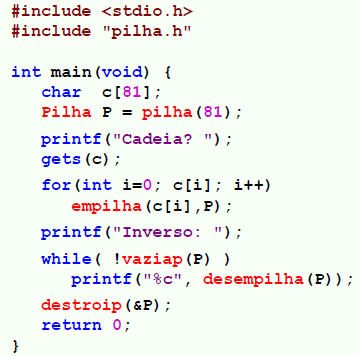 #include <stdio.h>
#include "pilha.h"
int main(void) {
   char  c[81];
   Pilha P = pilha(81);
   printf("Cadeia? ");
   gets(c);
   for(int i=0; c[i]; i++)
      empilha(c[i],P);
   printf("Inverso: ");
   while( !vaziap(P) )
      printf("%c", desempilha(P));
   destroip(&P);
   return 0;
}